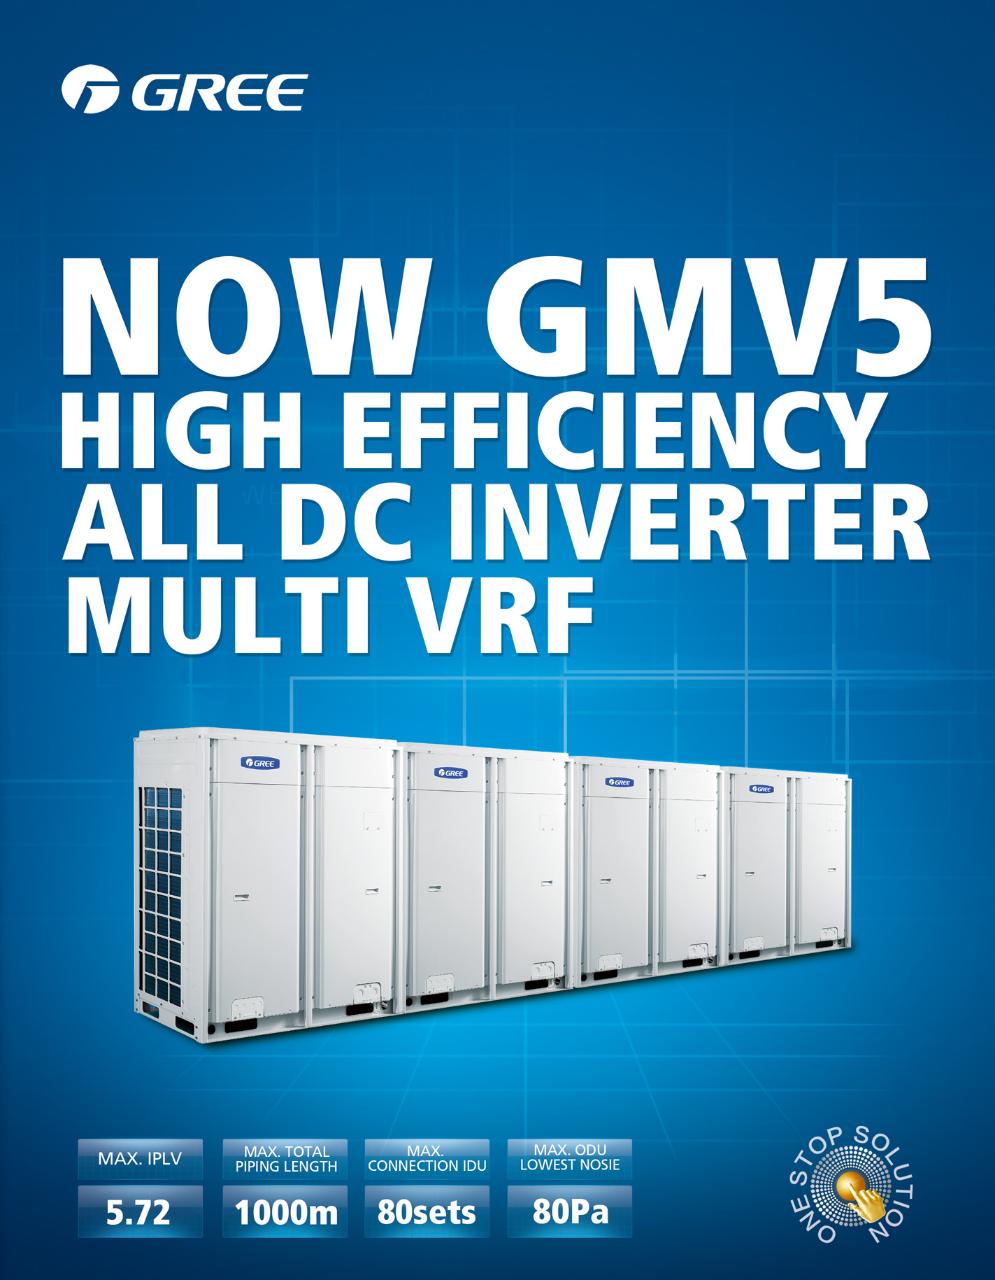 GREE
NOW GMV5
HIGH EFFICIENCY
ALL DC INVERTER
MULTI VRF
GREE
GREE
GREE
GREE
MAX. IPLV
5.72
MAX. TOTAL
PIPING LENGTH
1000m
MAX.
CONNECTION IDU
80sets
MAX. ODU
LOWEST NOSIE
80Pa
ONE STOP SOLUTION